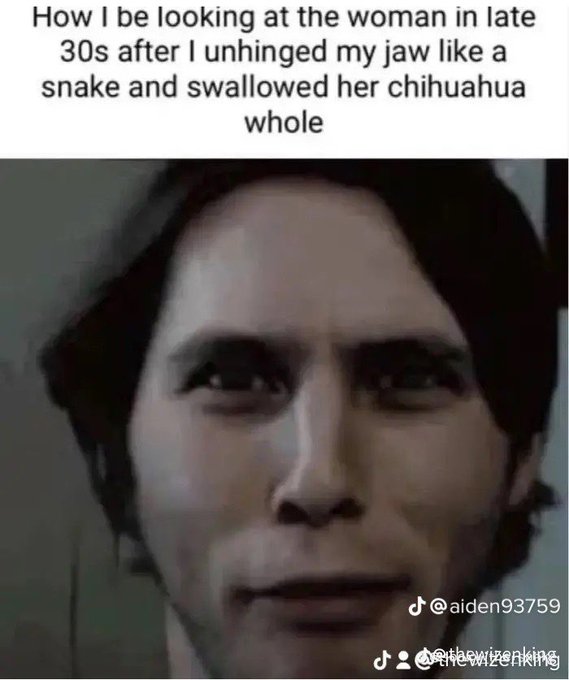 How I be looking at the woman in late
30s after I unhinged my jaw like a
snake and swallowed her chihuahua
whole
@aiden93759
@thewizenking